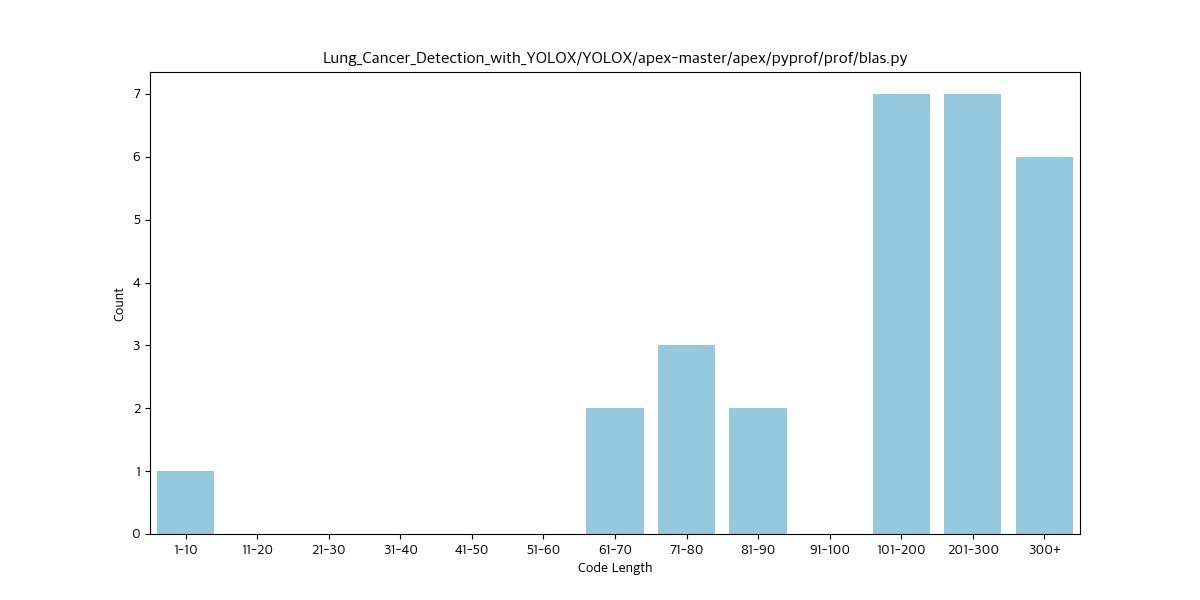 Lung_Cancer_Detection_with_YOLOX/YOLOX/apex-master/apex/pyprof/prof/blas.py
7
6
5
4
3
2
1
0
Count
1-10 11-20 21-30 31-40 41-50 51-60 61-70 71-80 81-90 91-100 101-200 201-300 300+
Code Length